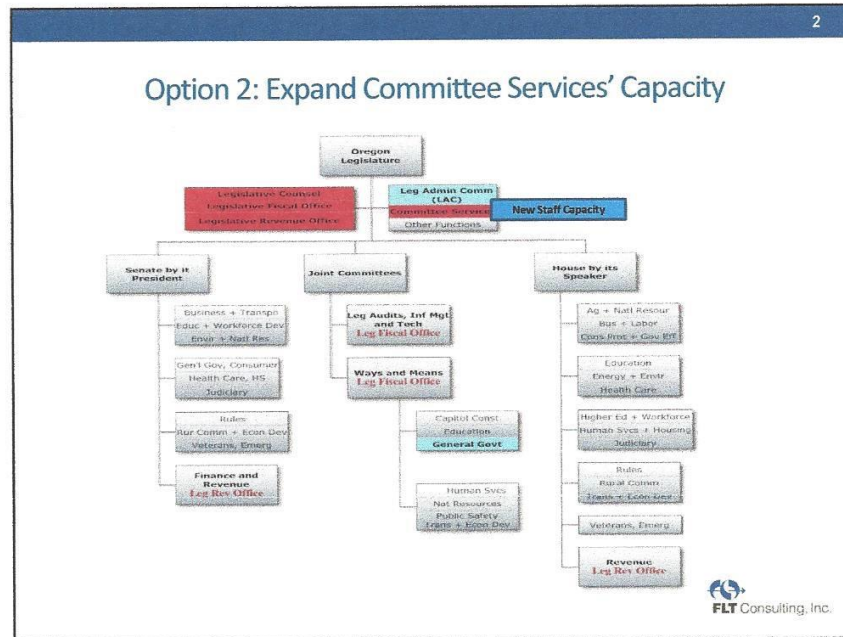 2
Option 2: Expand Committee Services' Capacity
Oregon
Legislature
Legislative Counsel
Legislative Fiscal Office
Legislative Revenue Office
Leg Admin Comm
(LAC)
Committee Service
Other Functions
New Staff Capacity
Senate by it
President
Joint Committees
House by its
Speaker
Business + Transpo
Educ + Workforce Dev
Envir + Natl Res
Gen'l Gov, Consumer
Health Care, HS
Judiciary
Rules
Rur Comm + Econ Dev
Veterans, Emerg
Finance and
Revenue
Leg Rev Office
Leg Audits, Inf Mgt
and Tech
Leg Fiscal Office
Ways and Means
Leg Fiscal Office
Capitol Const
Education
General Govt
Human Svcs
Nat Resources
Public Safety
Trans + Econ Dev
Ag + Natl Resour
Bus + Labor
Cons Prot + Gov Eff
Education
Energy + Envir
Health Care
Higher Ed + Workforce
Human Svcs + Housing
Judiciary
Rules
Rural Comm
Trans + Econ Dev
Veterans, Emerg
Revenue
Leg Rev Office
FLT Consulting, Inc.